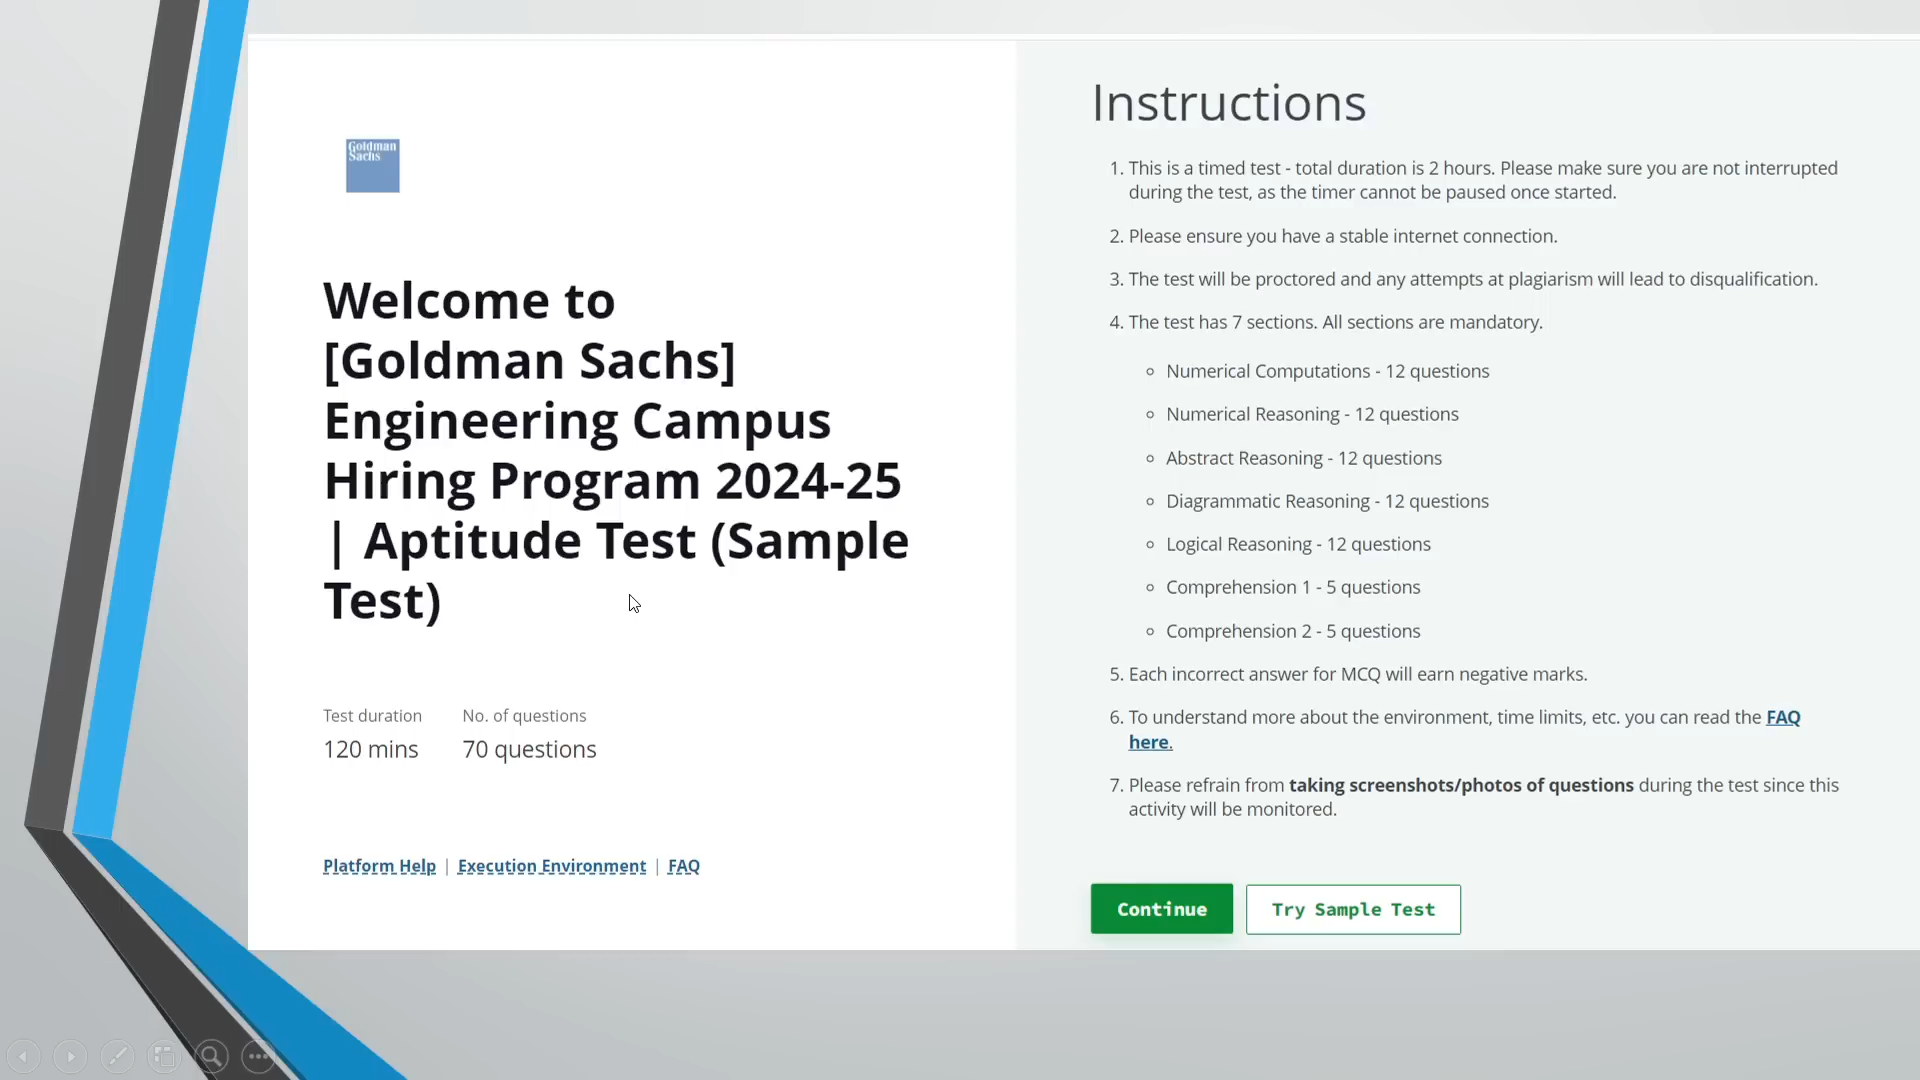 Goldman
Sachs
Welcome to
[Goldman Sachs]
Engineering Campus
Hiring Program 2024-25
| Aptitude Test (Sample
Test)
Test duration
No. of questions
120 mins
70 questions
Platform Help | Execution Environment | FAQ
Instructions
1. This is a timed test - total duration is 2 hours. Please make sure you are not interrupted
during the test, as the timer cannot be paused once started.
2. Please ensure you have a stable internet connection.
3. The test will be proctored and any attempts at plagiarism will lead to disqualification.
4. The test has 7 sections. All sections are mandatory.
Numerical Computations - 12 questions
Numerical Reasoning - 12 questions
Abstract Reasoning - 12 questions
Diagrammatic Reasoning - 12 questions
Logical Reasoning - 12 questions
Comprehension 1 - 5 questions
Comprehension 2 - 5 questions
5. Each incorrect answer for MCQ will earn negative marks.
6. To understand more about the environment, time limits, etc. you can read the FAQ
here.
7. Please refrain from taking screenshots/photos of questions during the test since this
activity will be monitored.
Continue
Try Sample Test